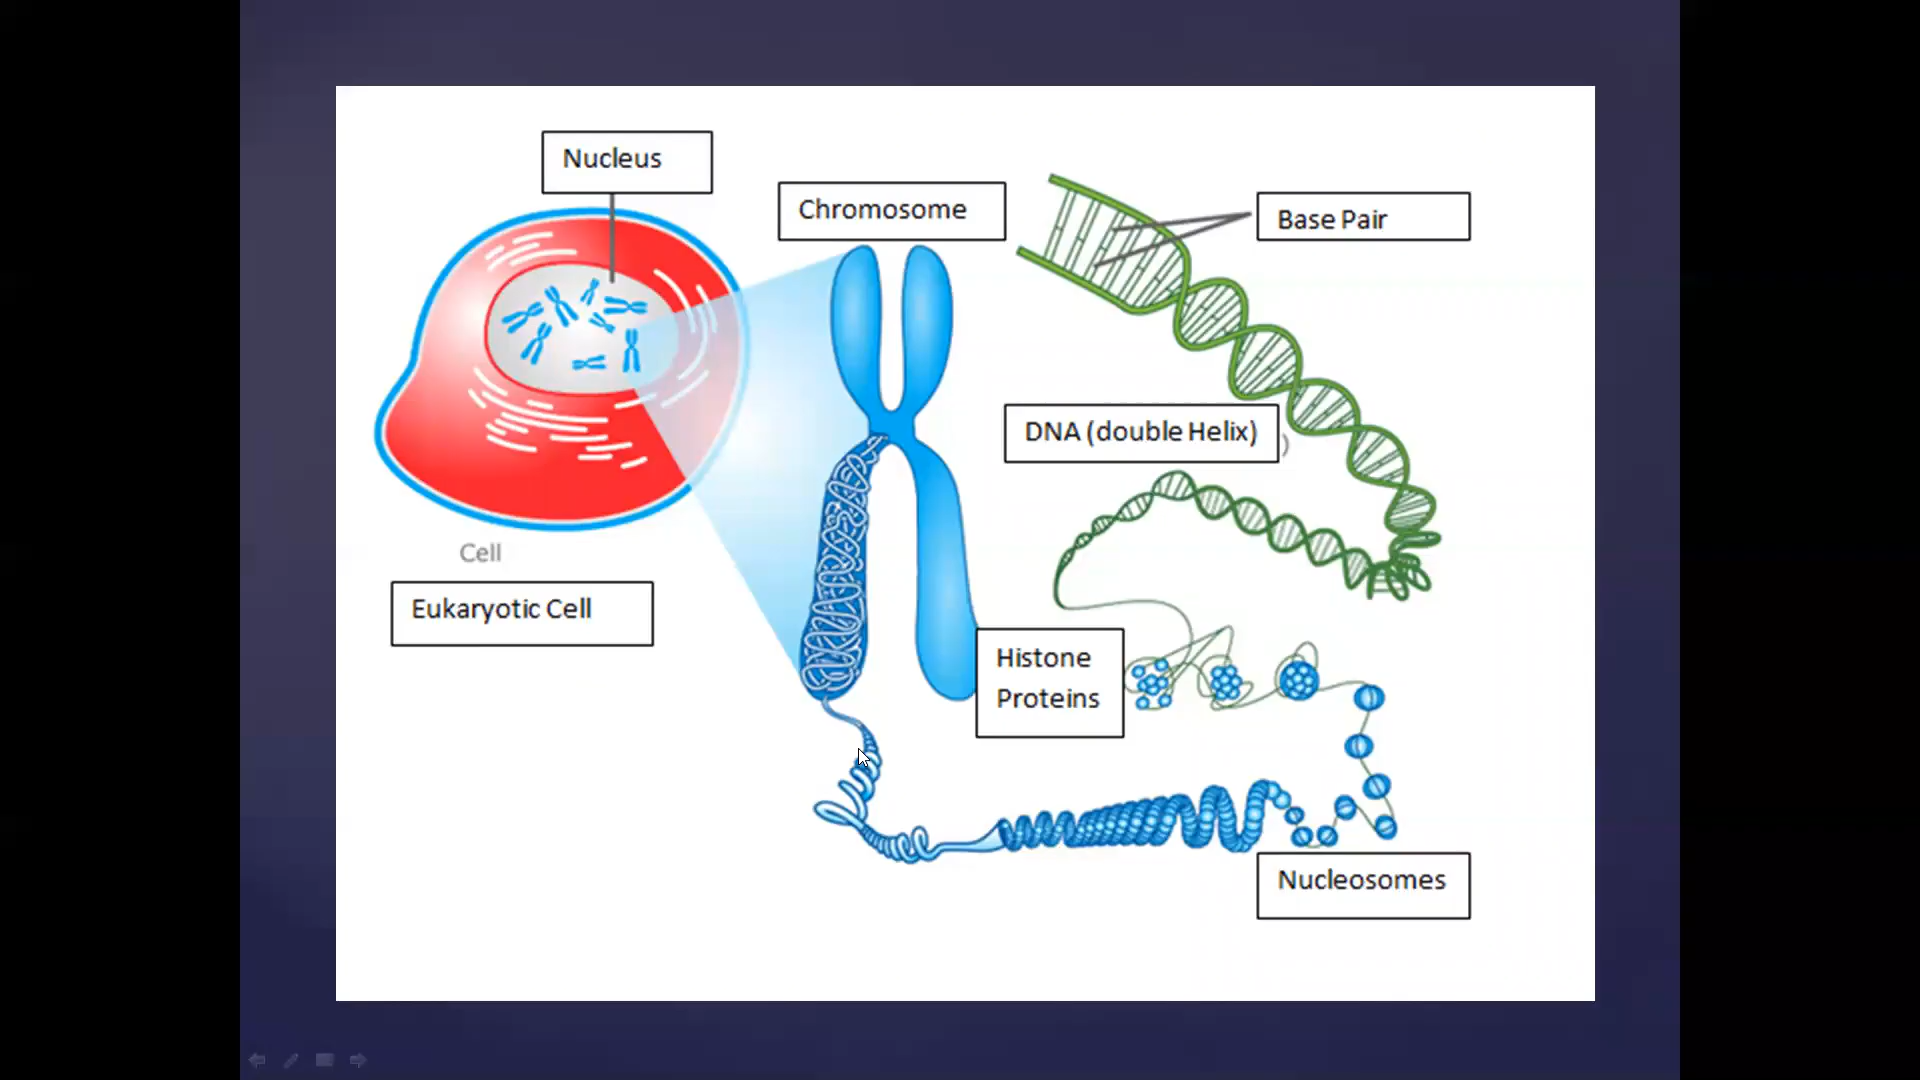 Nucleus
Chromosome
Base Pair
DNA (double Helix)
)
Cell
Eukaryotic Cell
Histone
Proteins
Nucleosomes